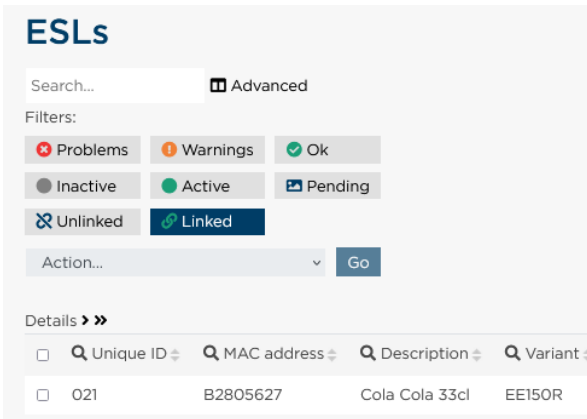 ESLs
Search... Advanced
Filters:
Problems Warnings Ok
Inactive Active Pending
Unlinked Linked
Action... Go
Details
Unique ID MAC address Description Variant
021 B2805627 Cola Cola 33cl EE150R